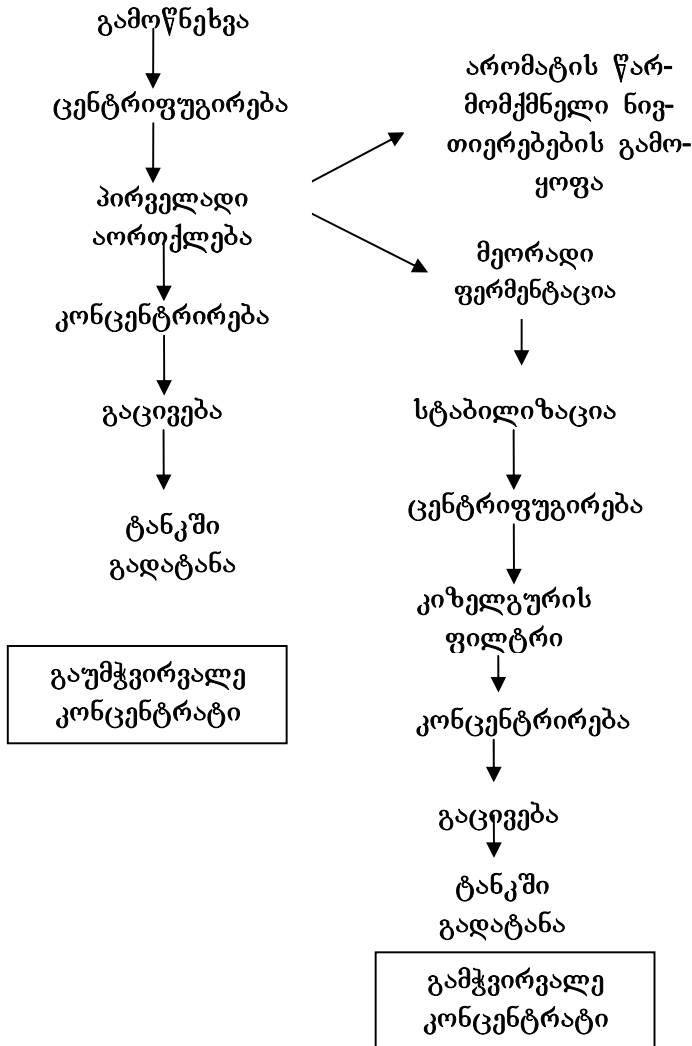 გამოწნეხვა
ცენტრიფუგირება
პირველადი
აორთქლება
კონცენტრირება
გაცივება
ტანკში
გადატანა
გაუმჭვირვალე
კონცენტრატი
არომატის წარ-
მომქმნელი ნივ-
თიერებების გამო-
ყოფა
მეორადი
ფერმენტაცია
სტაბილიზაცია
ცენტრიფუგირება
კიზელგურის
ფილტრი
კონცენტრირება
გაცივება
ტანკში
გადატანა
გამჭვირვალე
კონცენტრატი